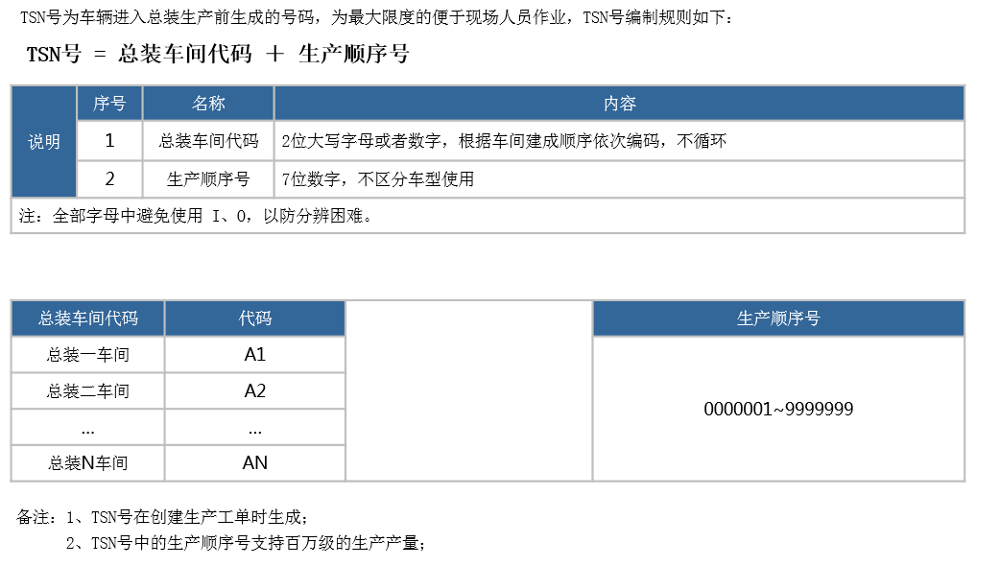 TSN号为车辆进入总装生产前生成的号码，为最大限度的便于现场人员作业，TSN号编制规则如下：
TSN号 = 总装车间代码 ＋ 生产顺序号
说明 序号 名称 内容
1 总装车间代码 2位大写字母或者数字，根据车间建成顺序依次编码，不循环
2 生产顺序号 7位数字，不区分车型使用
注：全部字母中避免使用 I、O，以防分辨困难。
总装车间代码 代码 生产顺序号
总装一车间 A1
总装二车间 A2
0000001~9999999
… …
总装N车间 AN
备注：1、TSN号在创建生产工单时生成；
2、TSN号中的生产顺序号支持百万级的生产产量；